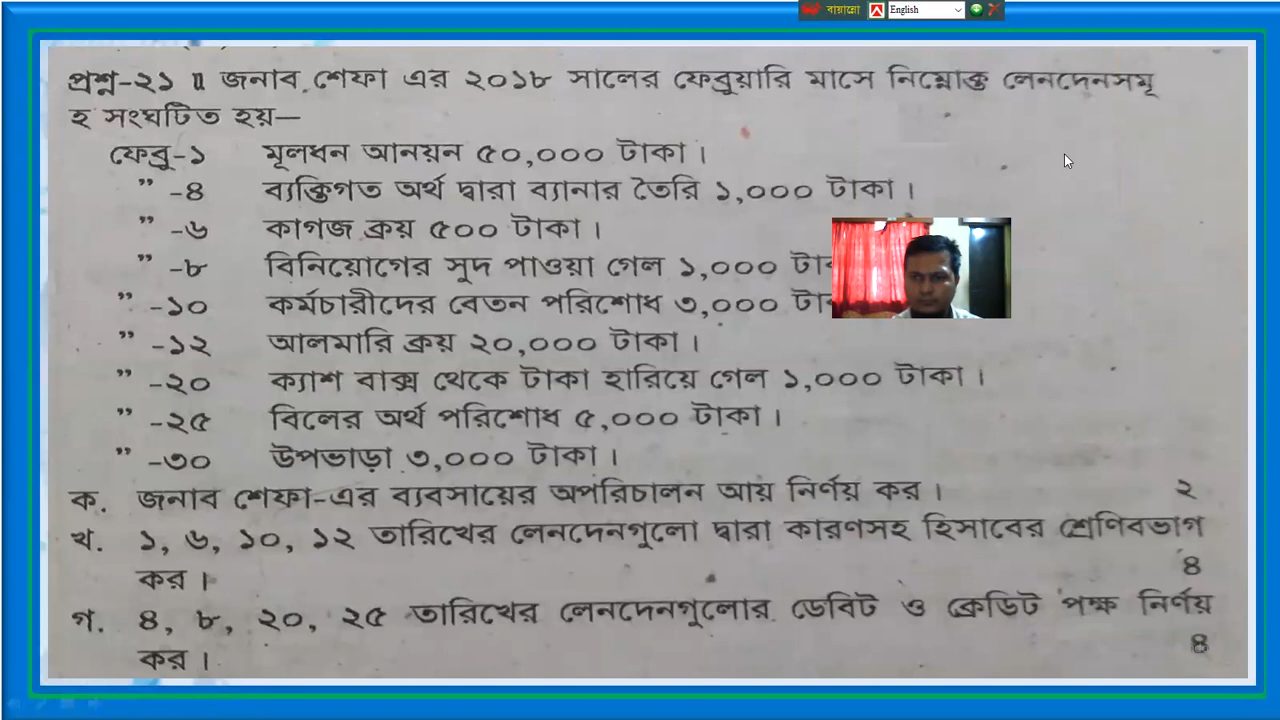 বায়ান্নো English
প্রশ্ন-২১ ॥ জনাব শেফা এর ২০১৮ সালের ফেব্রুয়ারি মাসে নিম্নোক্ত লেনদেনসমূ
হ সংঘটিত হয়—
ফেব্রু-১ মূলধন আনয়ন ৫০,০০০ টাকা।
” -৪ ব্যক্তিগত অর্থ দ্বারা ব্যানার তৈরি ১,০০০ টাকা।
” -৬ কাগজ ক্রয় ৫০০ টাকা।
” -৮ বিনিয়োগের সুদ পাওয়া গেল ১,০০০
” -১০ কর্মচারীদের বেতন পরিশোধ ৩,০০০
” -১২ আলমারি ক্রয় ২০,০০০ টাকা।
” -২০ ক্যাশ বাক্স থেকে টাকা হারিয়ে গেল ১,০০০ টাকা।
” -২৫ বিলের অর্থ পরিশোধ ৫,০০০ টাকা।
” -৩০ উপভাড়া ৩,০০০ টাকা।
ক. জনাব শেফা-এর ব্যবসায়ের অপরিচালন আয় নির্ণয় কর। ২
খ. ১, ৬, ১০, ১২ তারিখের লেনদেনগুলো দ্বারা কারণসহ হিসাবের শ্রেণিবিভাগ
কর। ৪
গ. ৪, ৮, ২০, ২৫ তারিখের লেনদেনগুলোর ডেবিট ও ক্রেডিট পক্ষ নির্ণয়
কর। ৪